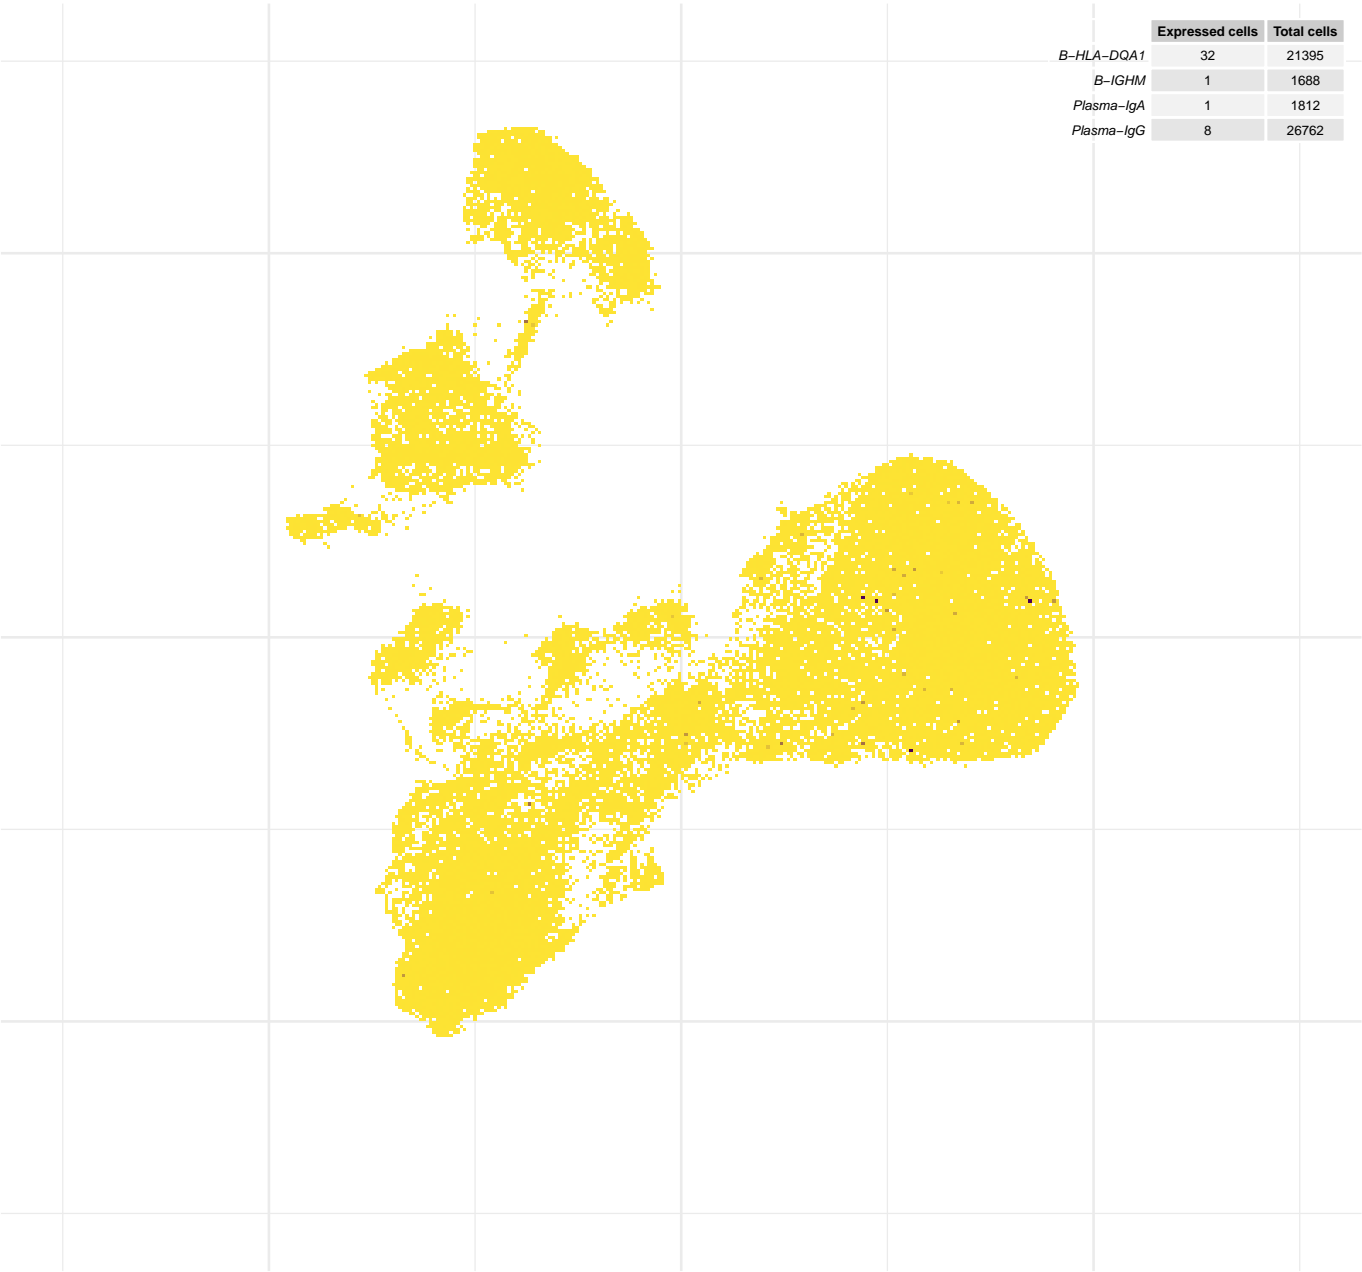 Expressed cells Total cells
B−HLA−DQA1 32 21395
B−IGHM 1 1688
Plasma−IgA 1 1812
Plasma−IgG 8 26762